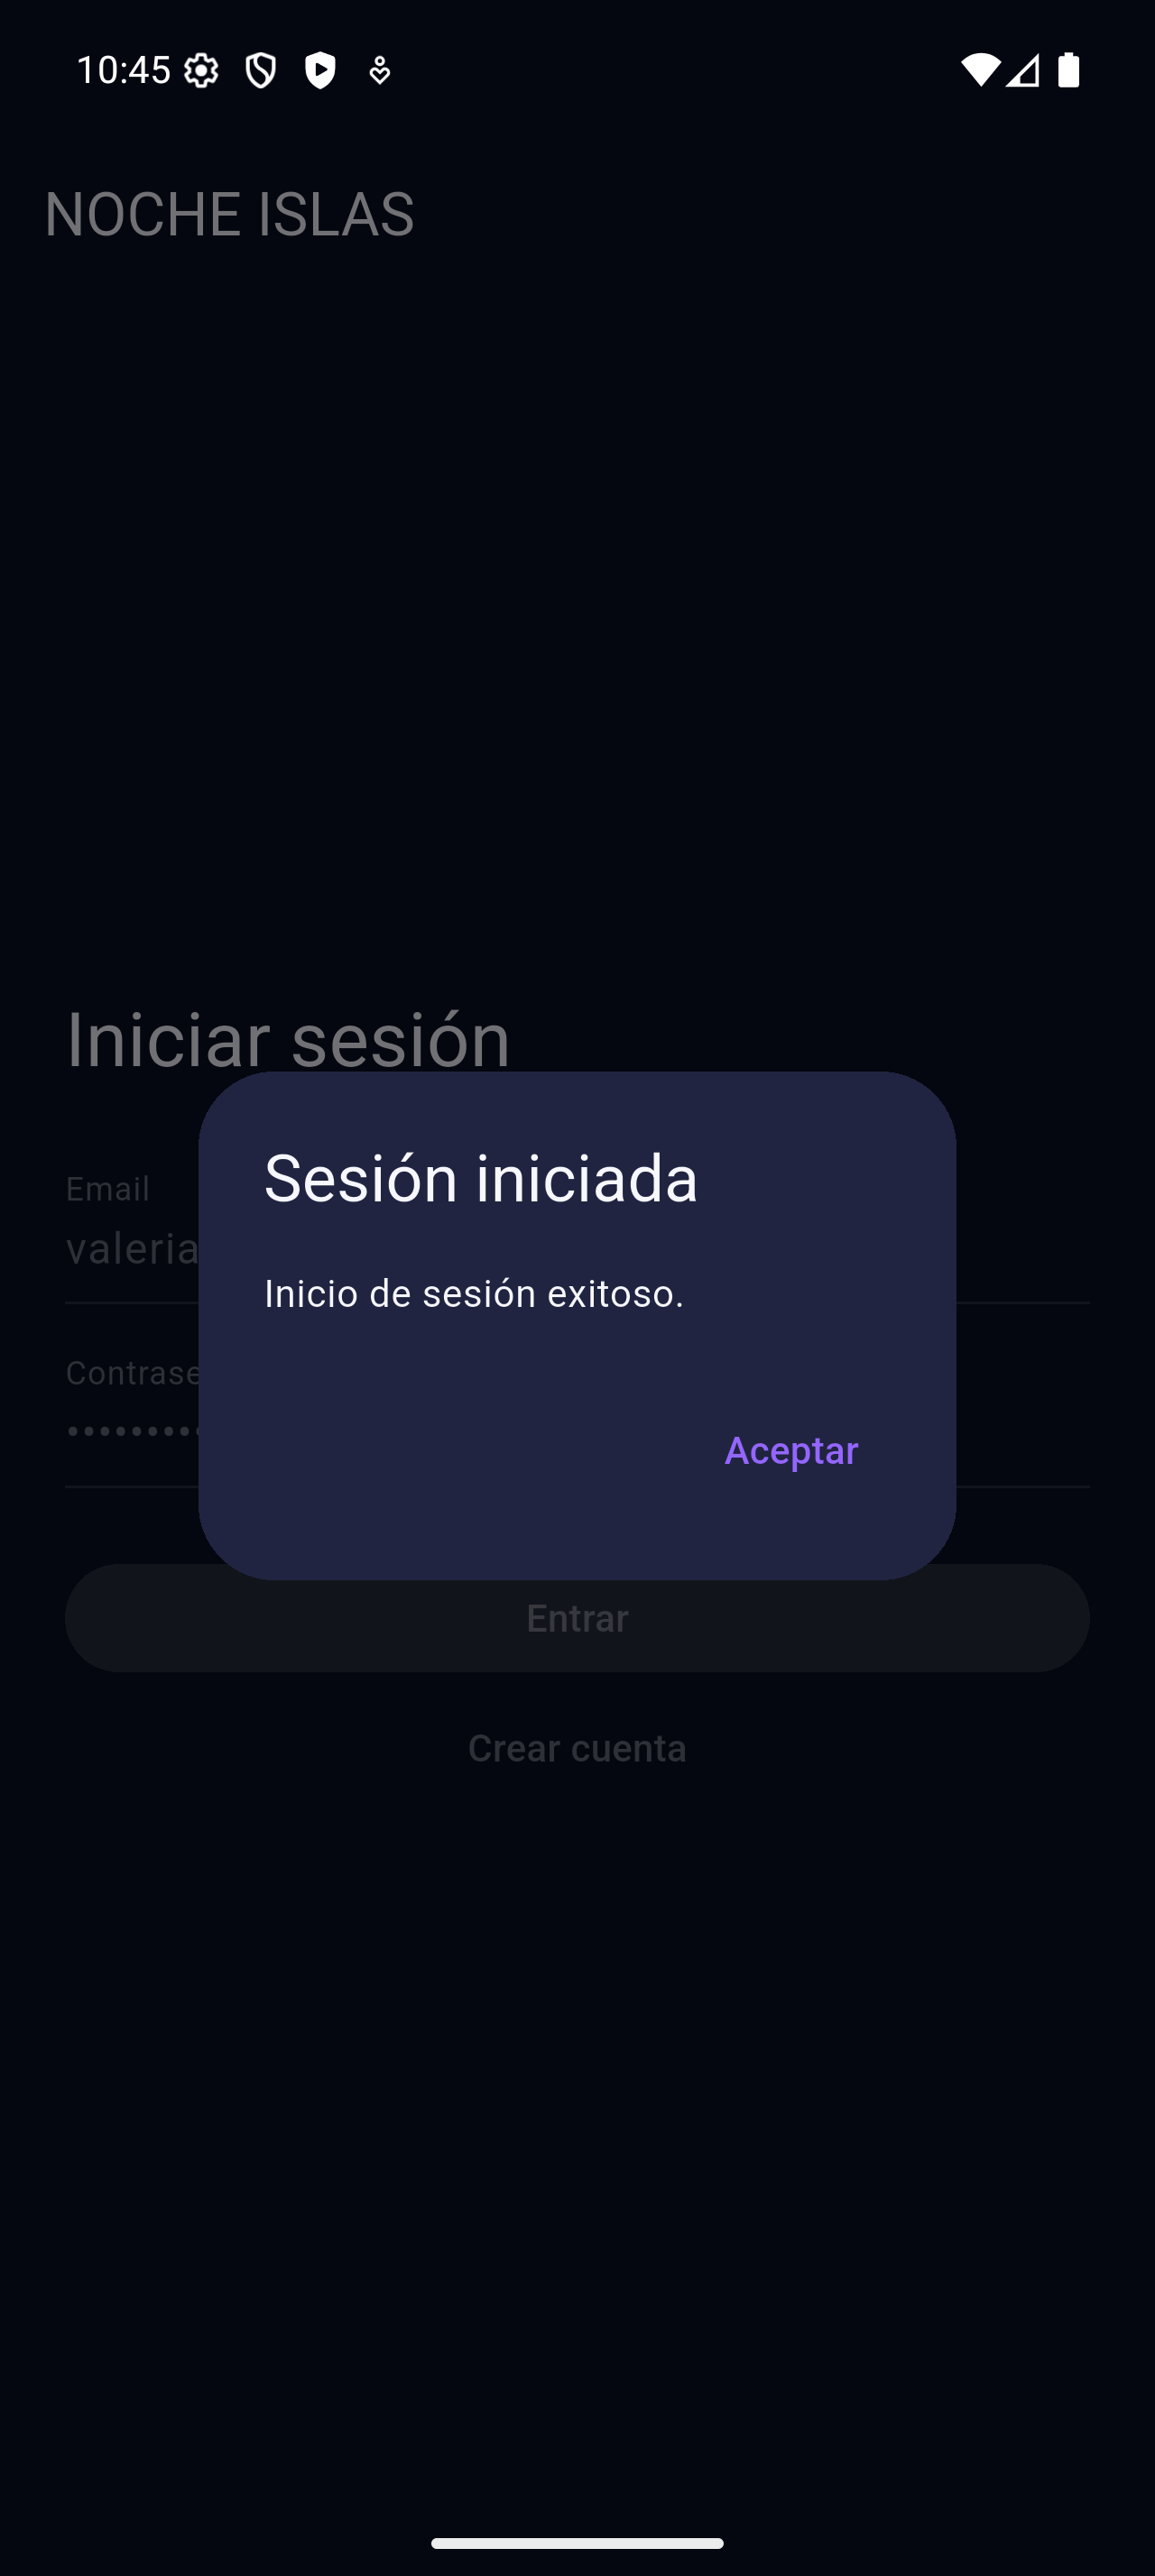 10:45
NOCHE ISLAS
Iniciar sesión
Sesión iniciada
Email
valeria
Inicio de sesión exitoso.
Contrase
Aceptar
Entrar
Crear cuenta